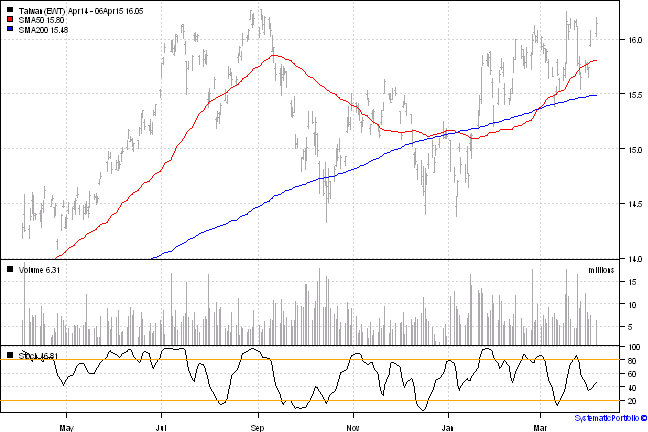 Taiwan (EWT) Apr14 - 06Apr15 16.05
SMA50 15.80
SMA200 15.48
16.0
15.5
15.0
14.5
14.0
Volume 6.31
millions
15
10
5
100
80
60
40
20
May
Jul
Sep
Nov
Jan
Mar
SystematicPortfolio ©